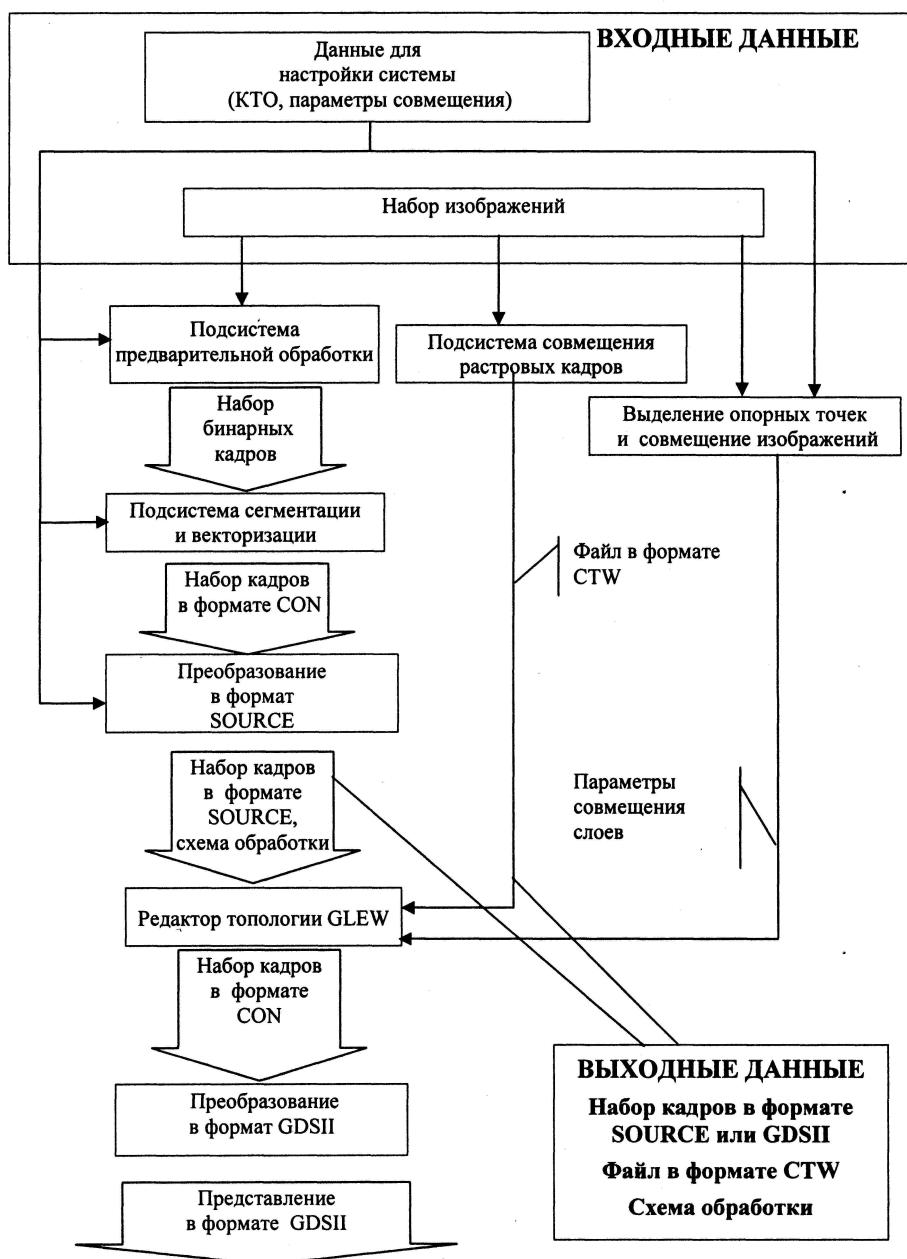 ВХОДНЫЕ ДАННЫЕ
Данные для
настройки системы
(КТО, параметры совмещения)
Набор изображений
Подсистема
предварительной обработки
Подсистема совмещения
растровых кадров
Выделение опорных точек
и совмещение изображений
Набор
бинарных
кадров
Подсистема сегментации
и векторизации
Файл в формате
CTW
Набор кадров
в формате CON
Преобразование
в формат
SOURCE
Набор кадров
в формате
SOURCE,
схема обработки
Параметры
совмещения
слоев
Редактор топологии GLEW
Набор кадров
в формате
CON
Преобразование
в формат GDSII
Представление
в формате GDSII
ВЫХОДНЫЕ ДАННЫЕ
Набор кадров в формате
SOURCE или GDSII
Файл в формате CTW
Схема обработки